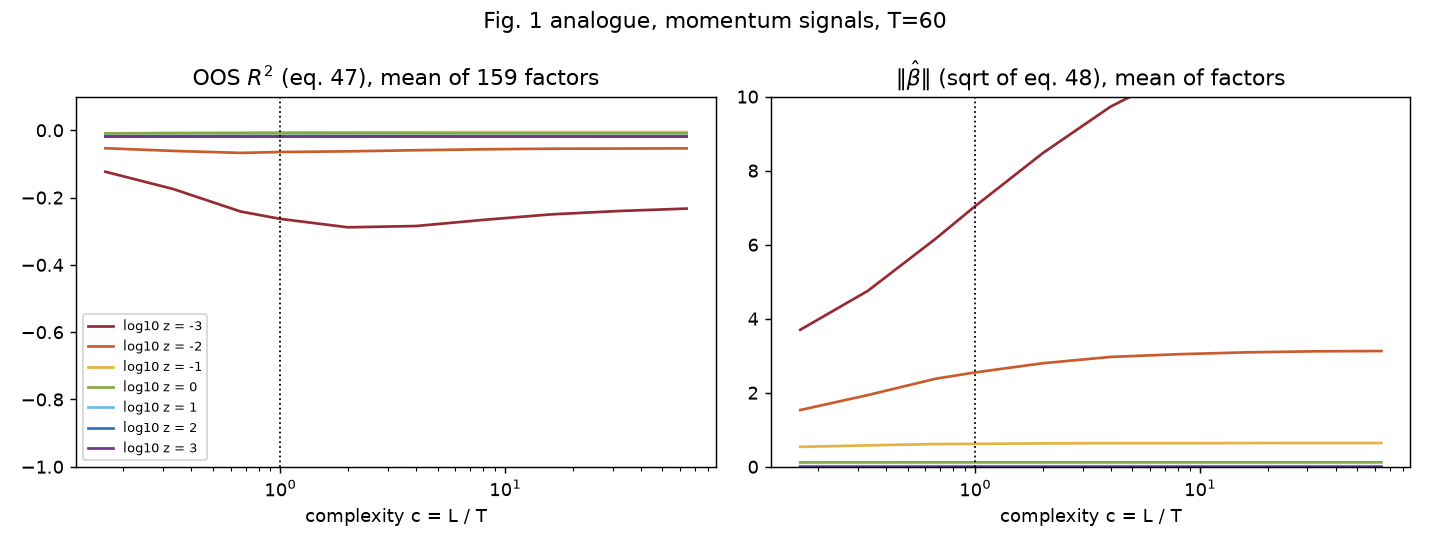 Fig. 1 analogue, momentum signals, T=60
OOS R² (eq. 47), mean of 159 factors
0.0
−0.2
−0.4
−0.6
−0.8
−1.0
log10 z = -3
log10 z = -2
log10 z = -1
log10 z = 0
log10 z = 1
log10 z = 2
log10 z = 3
10⁰
10¹
complexity c = L / T
‖β̂‖ (sqrt of eq. 48), mean of factors
10
8
6
4
2
0
10⁰
10¹
complexity c = L / T